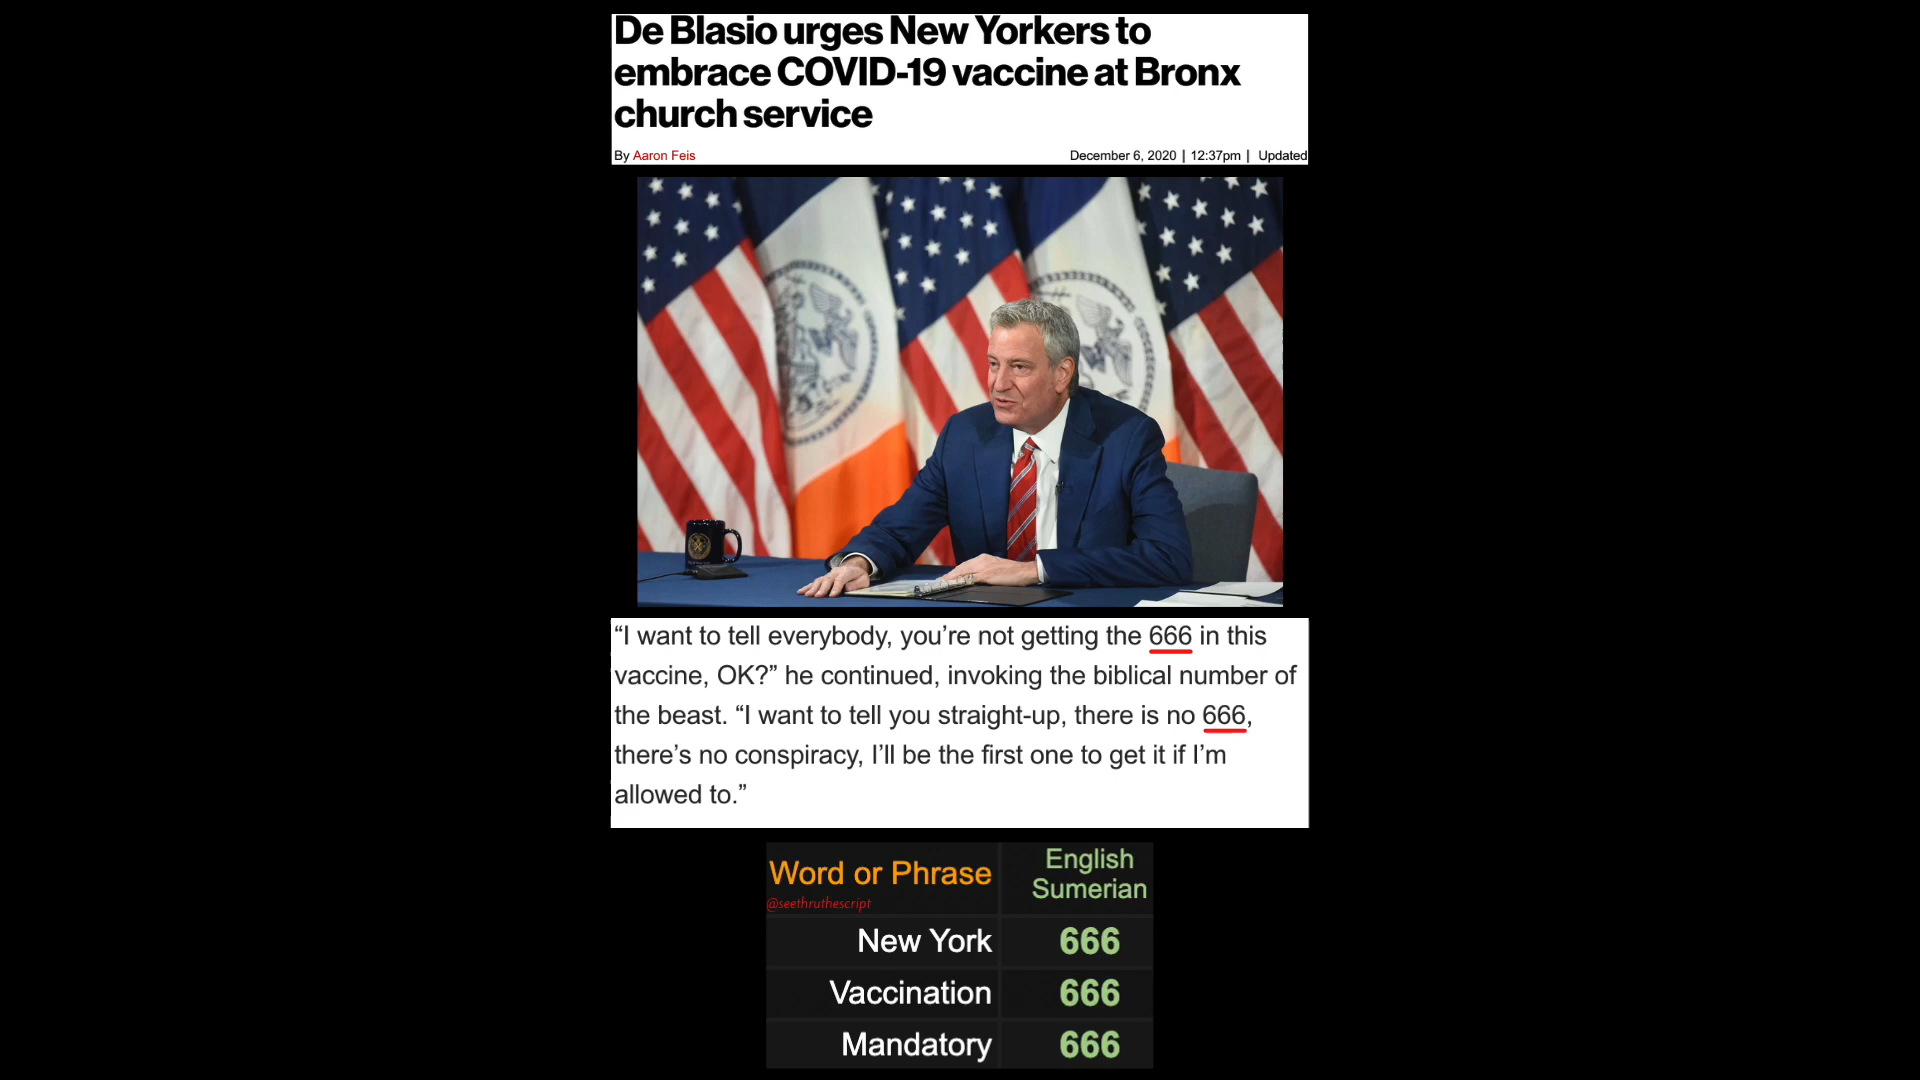 De Blasio urges New Yorkers to
embrace COVID-19 vaccine at Bronx
church service
By Aaron Feis December 6, 2020 | 12:37pm | Updated
“I want to tell everybody, you’re not getting the 666 in this
vaccine, OK?” he continued, invoking the biblical number of
the beast. “I want to tell you straight-up, there is no 666,
there’s no conspiracy, I’ll be the first one to get it if I’m
allowed to.”
Word or Phrase English
Sumerian
@seethruthescript
New York 666
Vaccination 666
Mandatory 666